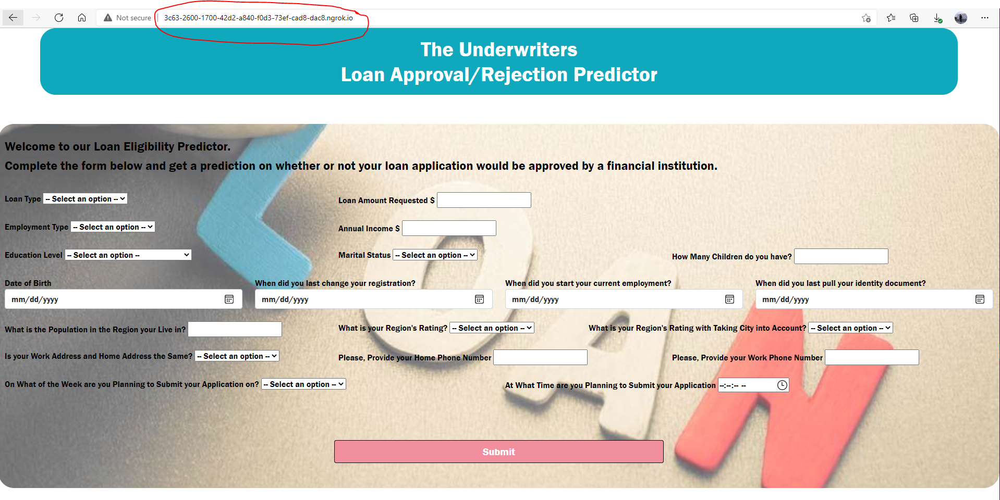 Not secure 3c63-2600-1700-42d2-a840-f0d3-73ef-cad8-dac8.ngrok.io
The Underwriters
Loan Approval/Rejection Predictor
Welcome to our Loan Eligibility Predictor.
Complete the form below and get a prediction on whether or not your loan application would be approved by a financial institution.
Loan Type -- Select an option -- Loan Amount Requested $
Employment Type -- Select an option -- Annual Income $
Education Level -- Select an option -- Marital Status -- Select an option -- How Many Children do you have?
Date of Birth When did you last change your registration? When did you start your current employment? When did you last pull your identity document?
mm/dd/yyyy mm/dd/yyyy mm/dd/yyyy mm/dd/yyyy
What is the Population in the Region your Live in? What is your Region's Rating? -- Select an option -- What is your Region's Rating with Taking City into Account? -- Select an option --
Is your Work Address and Home Address the Same? -- Select an option -- Please, Provide your Home Phone Number Please, Provide your Work Phone Number
On What of the Week are you Planning to Submit your Application on? -- Select an option -- At What Time are you Planning to Submit your Application --:--:-- --
Submit
LOAN